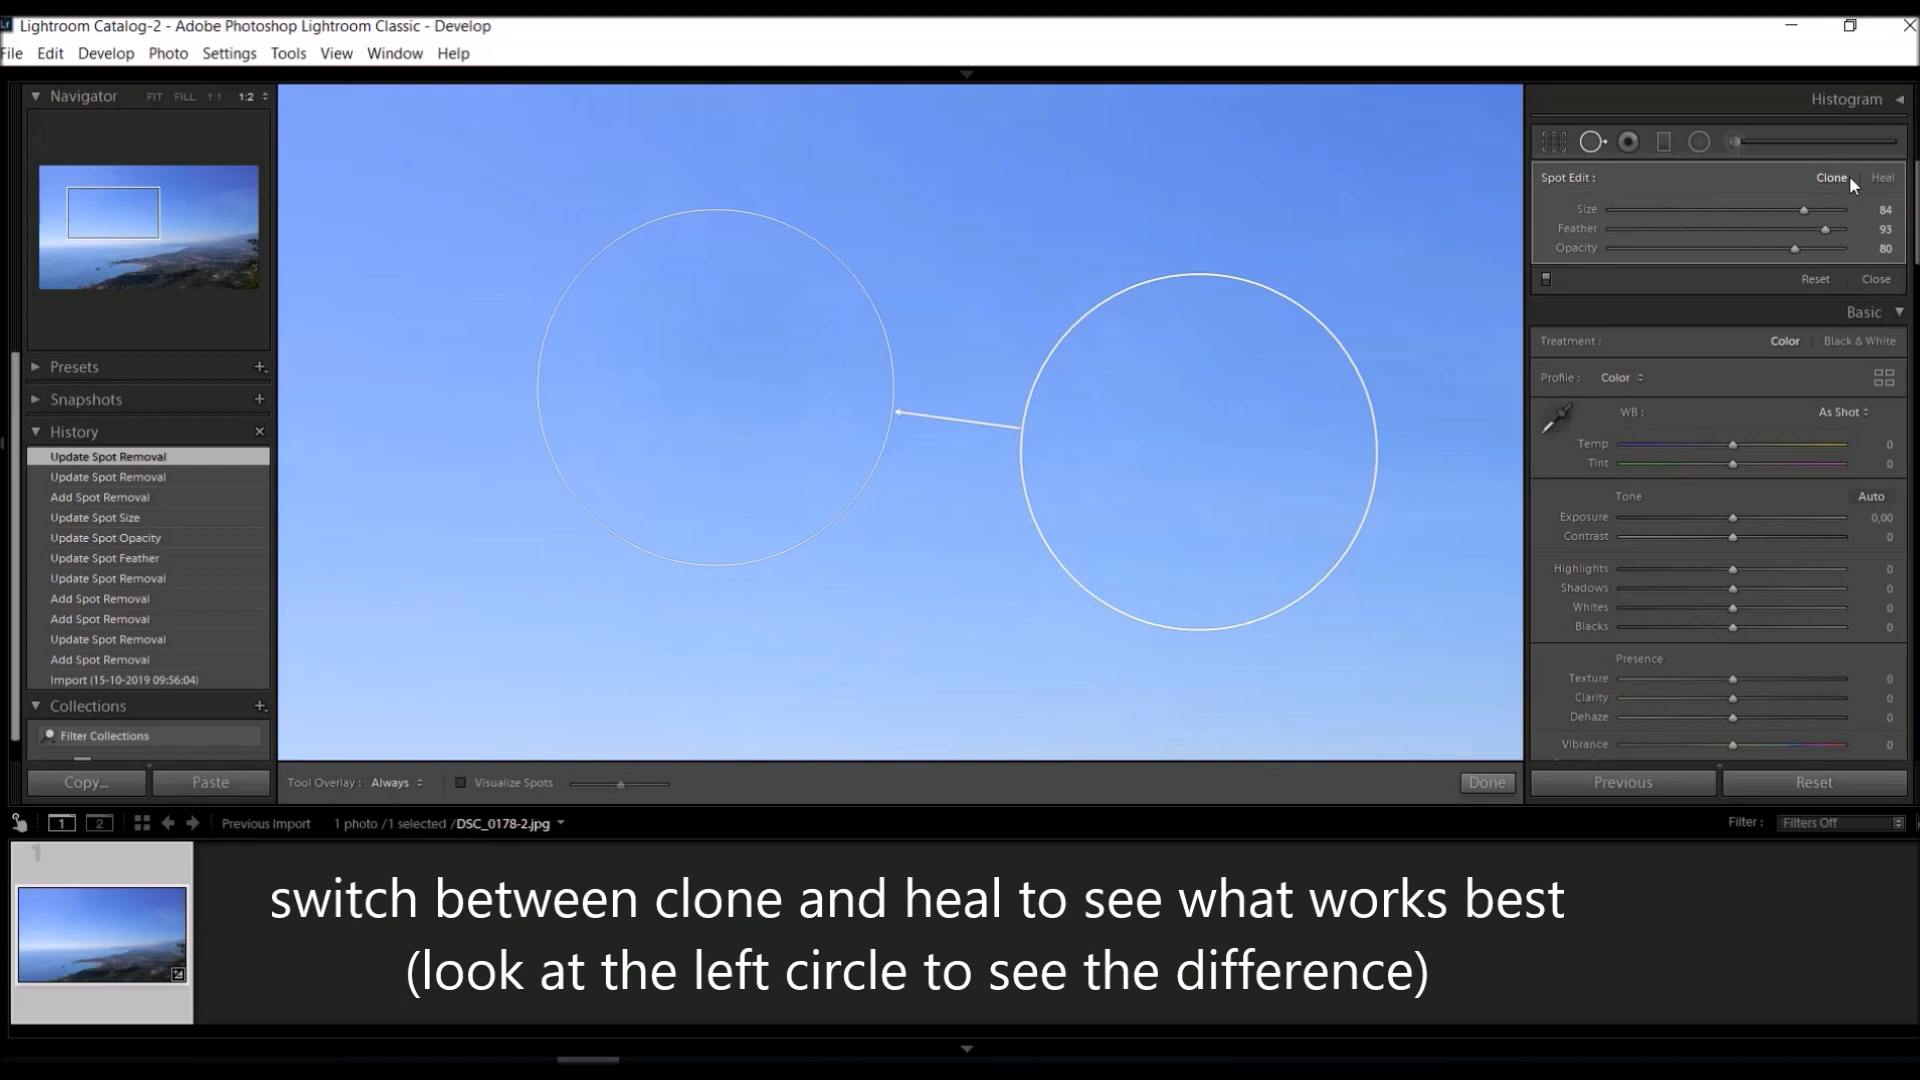 Lr Lightroom Catalog-2 - Adobe Photoshop Lightroom Classic - Develop
File Edit Develop Photo Settings Tools View Window Help
Navigator FIT FILL 1:1 1:2
Presets
Snapshots
History
Update Spot Removal
Update Spot Removal
Add Spot Removal
Update Spot Size
Update Spot Opacity
Update Spot Feather
Update Spot Removal
Add Spot Removal
Add Spot Removal
Update Spot Removal
Add Spot Removal
Import (15-10-2019 09:56:04)
Collections
Filter Collections
Copy... Paste
Tool Overlay : Always Visualize Spots Done
Histogram
Spot Edit : Clone Heal
Size 84
Feather 93
Opacity 80
Reset Close
Basic
Treatment : Color Black & White
Profile : Color
WB : As Shot
Temp 0
Tint 0
Tone Auto
Exposure 0,00
Contrast 0
Highlights 0
Shadows 0
Whites 0
Blacks 0
Presence
Texture 0
Clarity 0
Dehaze 0
Vibrance 0
Previous Reset
1 2 Previous Import 1 photo /1 selected /DSC_0178-2.jpg Filter : Filters Off
1
switch between clone and heal to see what works best
(look at the left circle to see the difference)